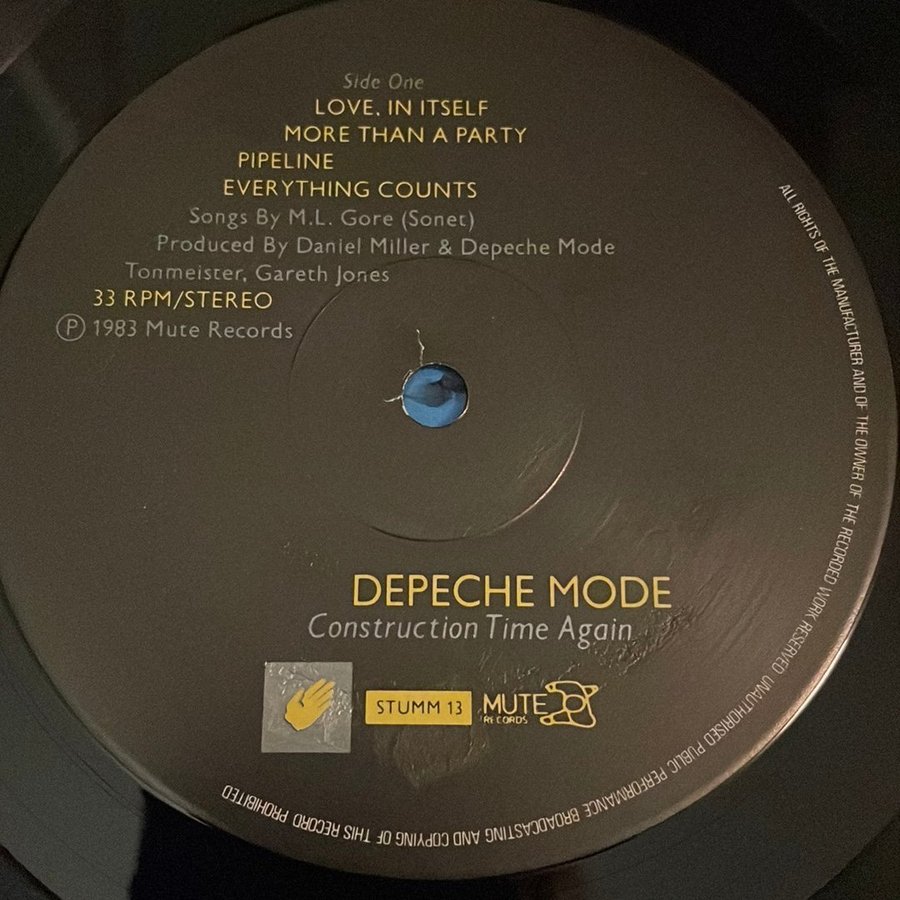 Side One
LOVE, IN ITSELF
MORE THAN A PARTY
PIPELINE
EVERYTHING COUNTS
Songs By M.L. Gore (Sonet)
Produced By Daniel Miller & Depeche Mode
Tonmeister, Gareth Jones
33 RPM/STEREO
Ⓟ 1983 Mute Records
DEPECHE MODE
Construction Time Again
STUMM 13
MUTE
RECORDS
ALL RIGHTS OF THE MANUFACTURER AND OF THE OWNER OF THE RECORDED WORK RESERVED UNAUTHORISED PUBLIC PERFORMANCE BROADCASTING AND COPYING OF THIS RECORD PROHIBITED